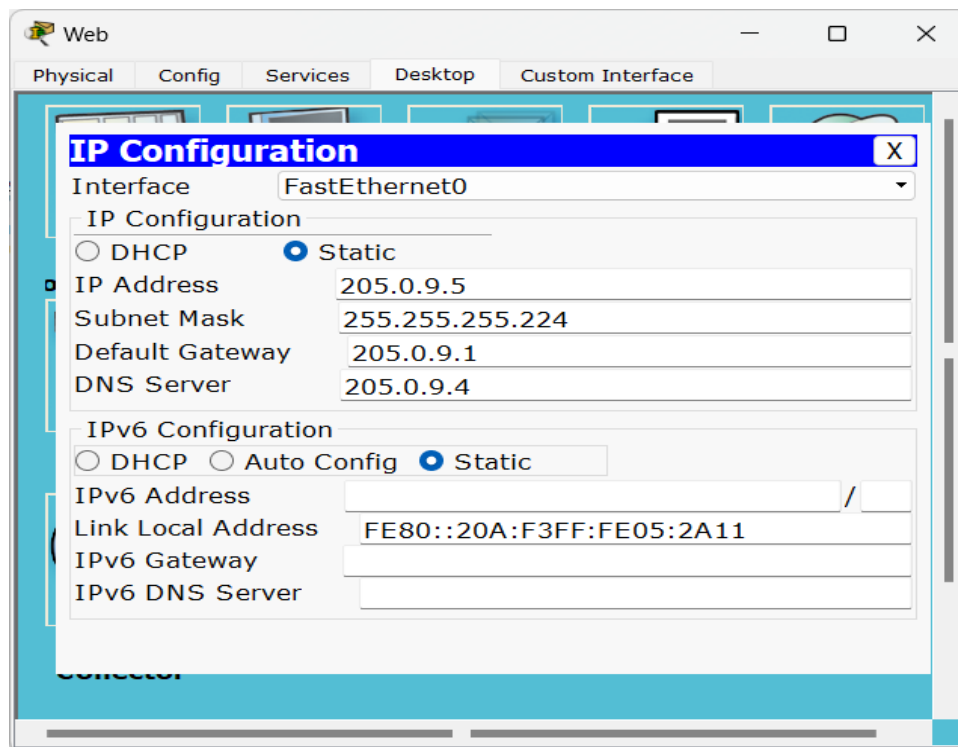 Web
Physical Config Services Desktop Custom Interface
IP Configuration X
Interface FastEthernet0
IP Configuration
DHCP Static
IP Address 205.0.9.5
Subnet Mask 255.255.255.224
Default Gateway 205.0.9.1
DNS Server 205.0.9.4
IPv6 Configuration
DHCP Auto Config Static
IPv6 Address /
Link Local Address FE80::20A:F3FF:FE05:2A11
IPv6 Gateway
IPv6 DNS Server